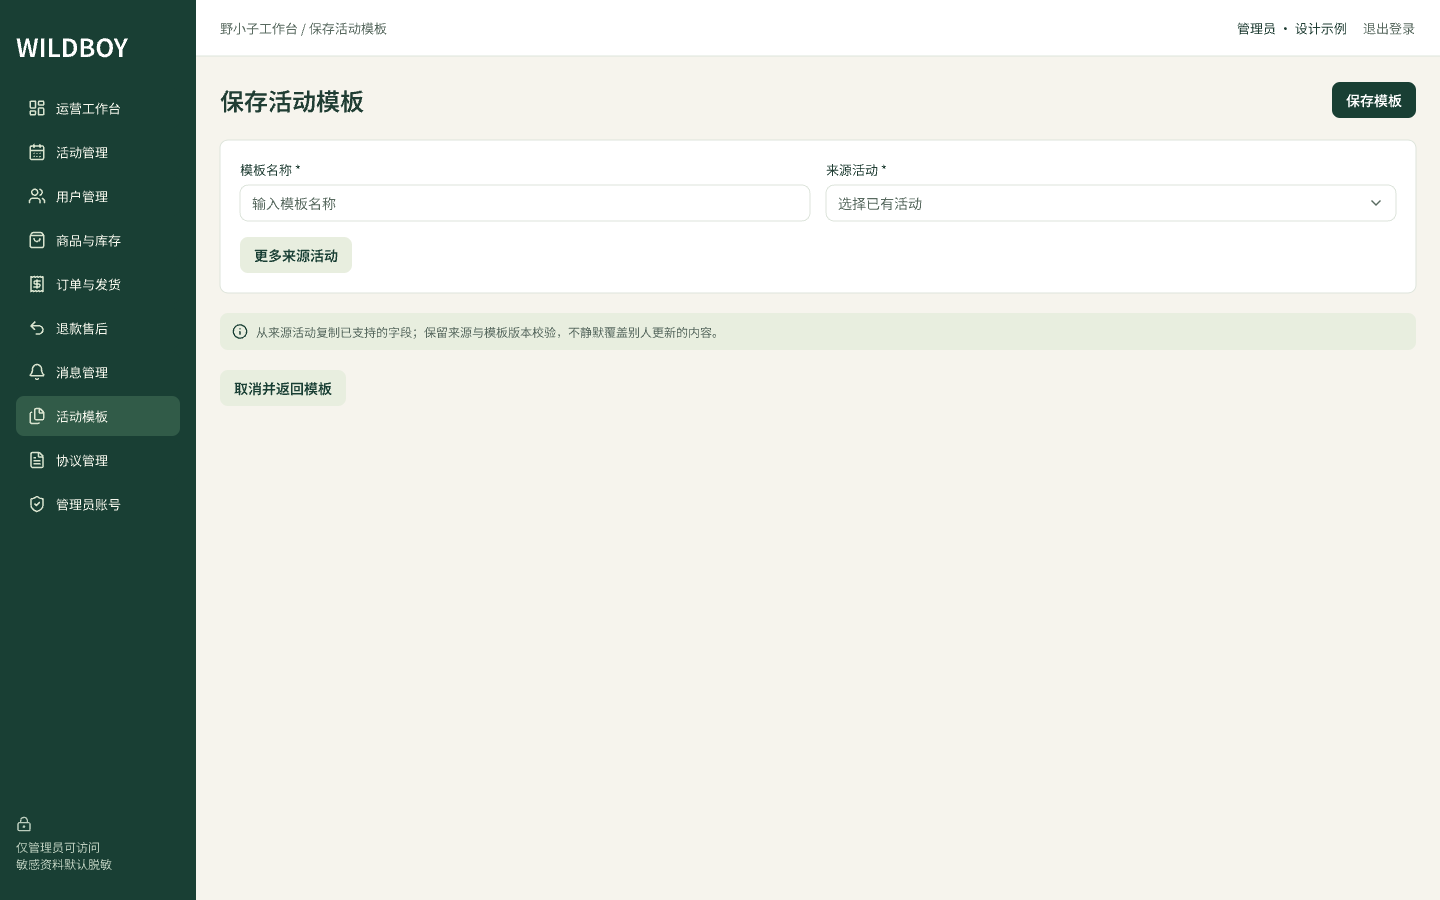 WILDBOY
运营工作台
活动管理
用户管理
商品与库存
订单与发货
退款售后
消息管理
活动模板
协议管理
管理员账号
仅管理员可访问
敏感资料默认脱敏
野小子工作台 / 保存活动模板
管理员 · 设计示例
退出登录
保存活动模板
保存模板
模板名称 *
来源活动 *
输入模板名称
选择已有活动
更多来源活动
从来源活动复制已支持的字段；保留来源与模板版本校验，不静默覆盖别人更新的内容。
取消并返回模板